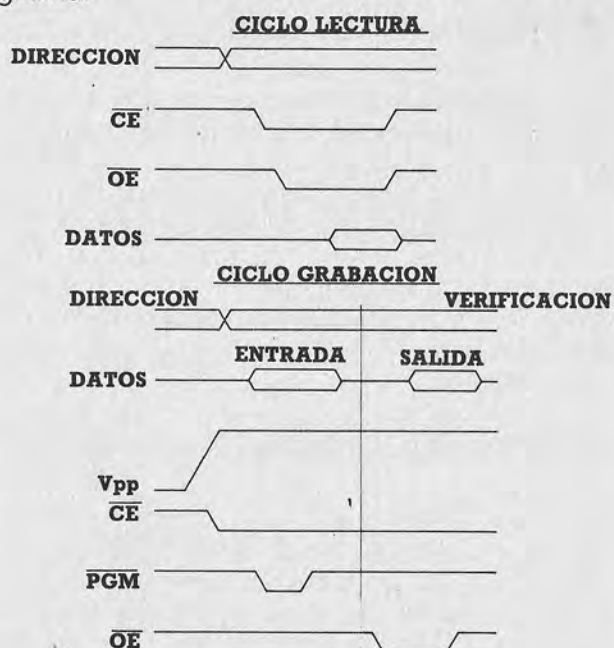 CICLO LECTURA
DIRECCION
CE
OE
DATOS
CICLO GRABACION
DIRECCION
VERIFICACION
ENTRADA
SALIDA
DATOS
Vpp
CE
PGM
OE